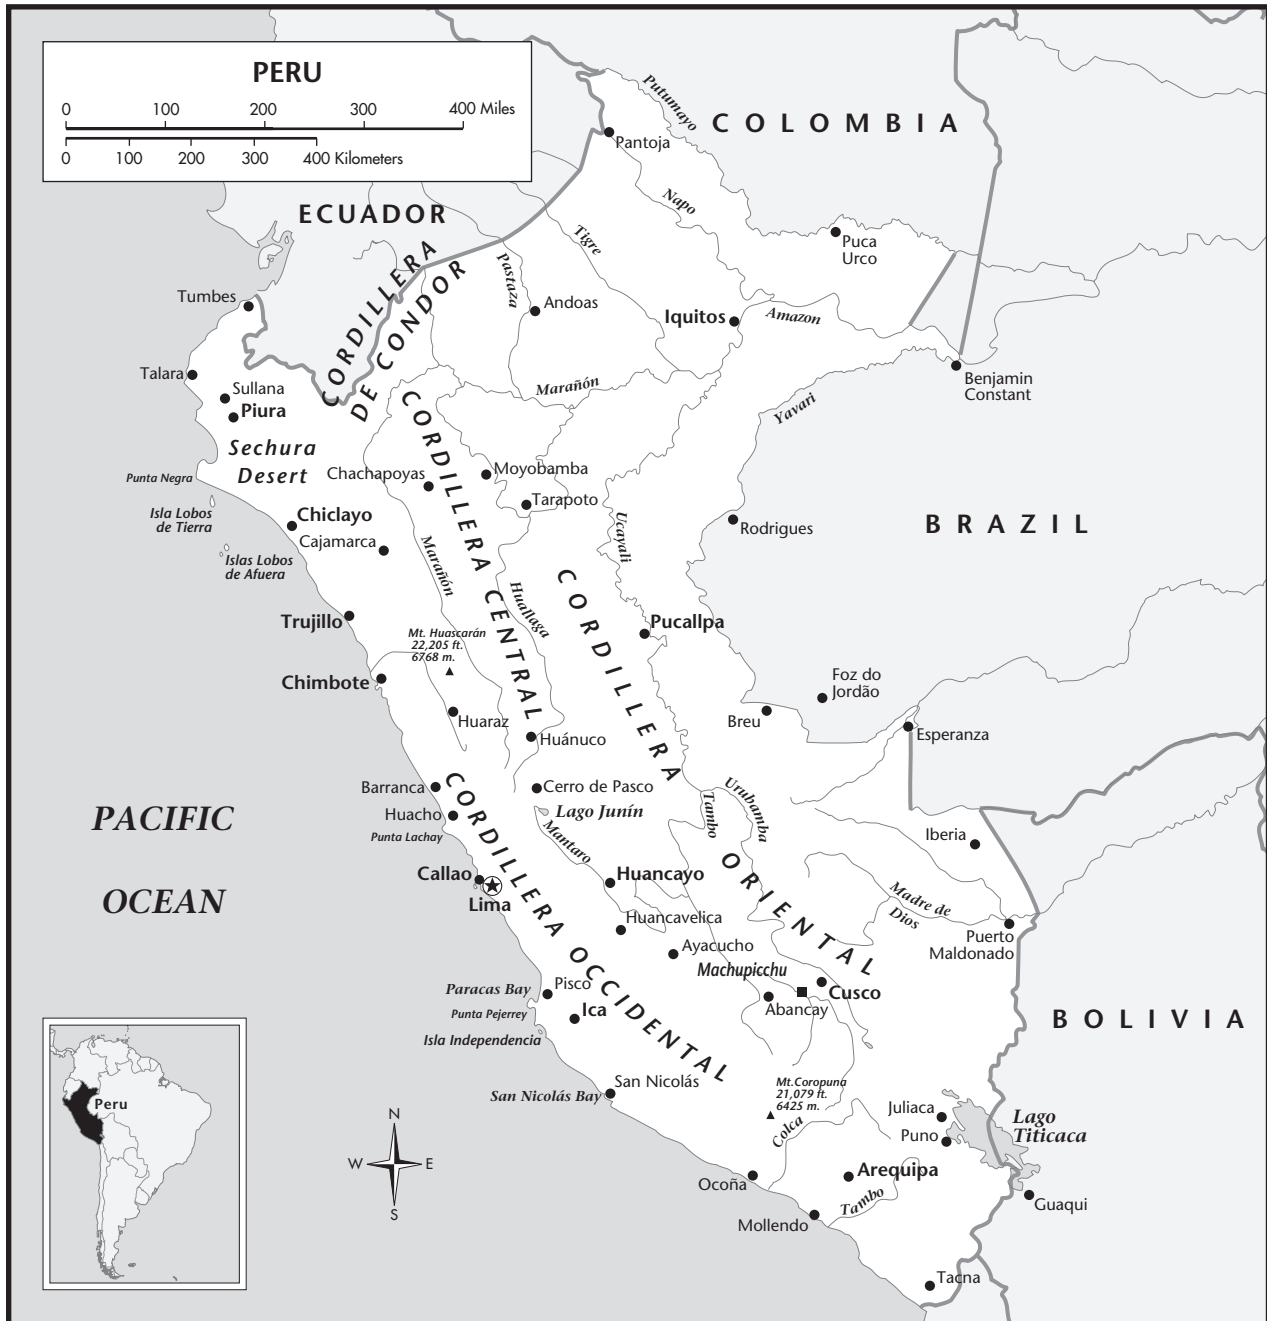 PERU
0 100 200 300 400 Miles
0 100 200 300 400 Kilometers
COLOMBIA
Putumayo
Pantoja
Napo
ECUADOR
Tigre
Puca
Urco
CORDILLERA
DE CONDOR
Pastaza
Tumbes
Andoas
Iquitos
Amazon
Talara
Sullana
Piura
Marañón
Benjamin
Constant
Yavari
Sechura
Desert
CORDILLERA CENTRAL
Punta Negra
Chachapoyas
Moyobamba
Tarapoto
Isla Lobos
de Tierra
Chiclayo
Cajamarca
Ucayali
Rodrigues
BRAZIL
Islas Lobos
de Afuera
Marañón
Huallaga
CORDILLERA
ORIENTAL
Trujillo
Pucallpa
Mt. Huascarán
22,205 ft.
6768 m.
Chimbote
Foz do
Jordão
Huaraz
Breu
Huánuco
Esperanza
Barranca
CORDILLERA OCCIDENTAL
Cerro de Pasco
Huacho
Lago Junín
Tambo
Urubamba
PACIFIC
OCEAN
Punta Lachay
Mantaro
Iberia
Callao
Lima
Huancayo
Madre de
Dios
Huancavelica
Puerto
Maldonado
Ayacucho
Machupicchu
Cusco
Paracas Bay
Pisco
Abancay
Punta Pejerrey
Ica
BOLIVIA
Isla Independencia
San Nicolás
San Nicolás Bay
Mt.Coropuna
21,079 ft.
6425 m.
Peru
Juliaca
Lago
Titicaca
Colca
Puno
N
W E
S
Ocoña
Arequipa
Tambo
Guaqui
Mollendo
Tacna